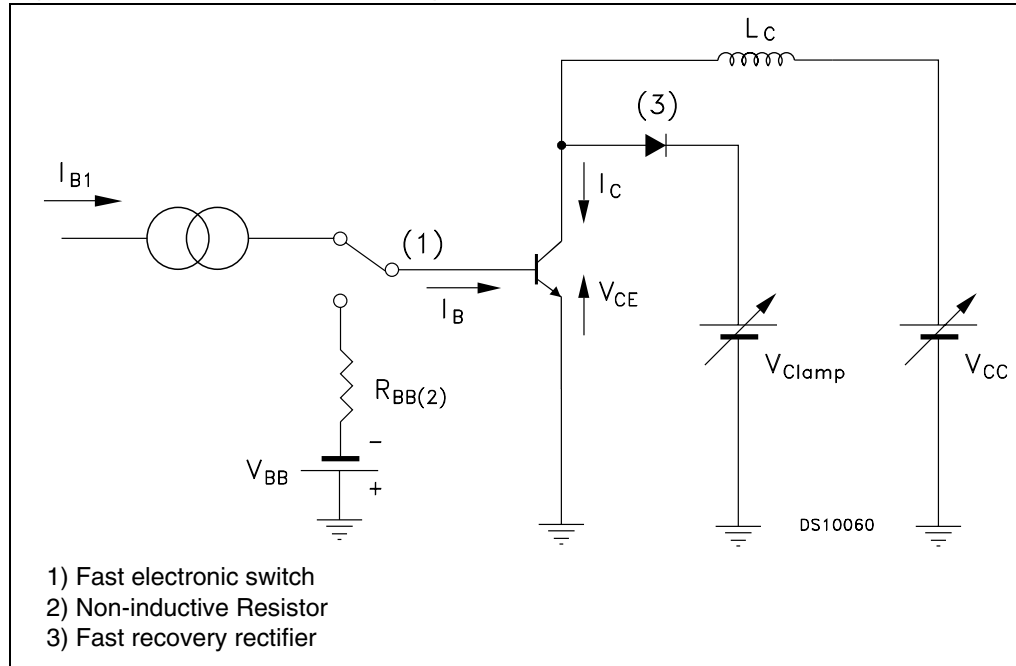 L_C
(3)
I_B1
I_C
(1)
I_B
V_CE
V_Clamp
V_CC
R_BB(2)
-
V_BB
+
DS10060
1) Fast electronic switch
2) Non-inductive Resistor
3) Fast recovery rectifier